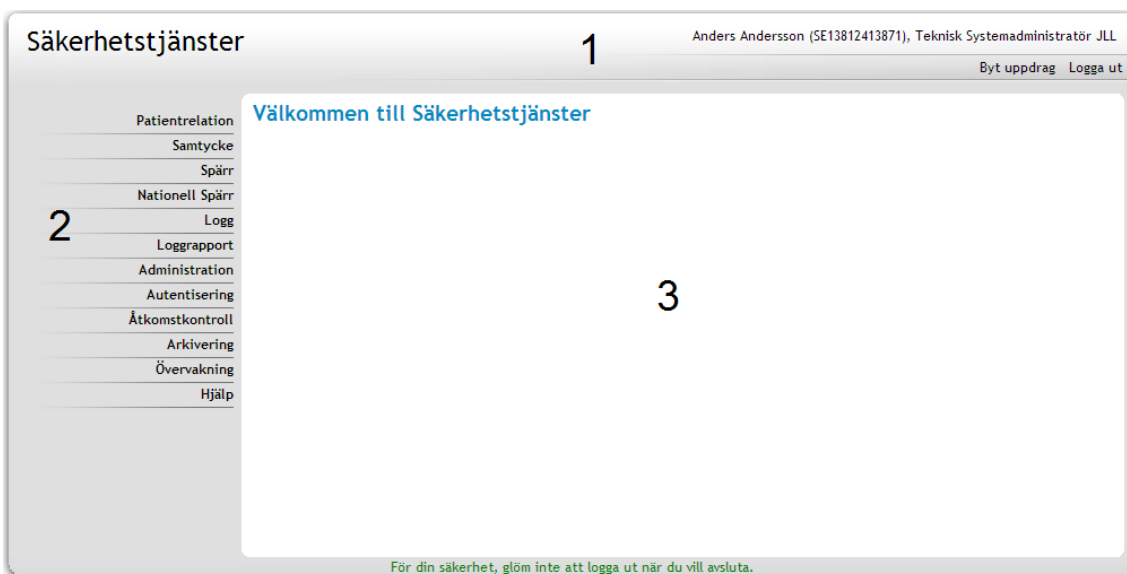 Säkerhetstjänster
1
Anders Andersson (SE13812413871), Teknisk Systemadministratör JLL
Byt uppdrag Logga ut
Patientrelation
Samtycke
Spärr
Nationell Spärr
2
Logg
Loggrapport
Administration
Autentisering
Åtkomstkontroll
Arkivering
Övervakning
Hjälp
Välkommen till Säkerhetstjänster
3
För din säkerhet, glöm inte att logga ut när du vill avsluta.